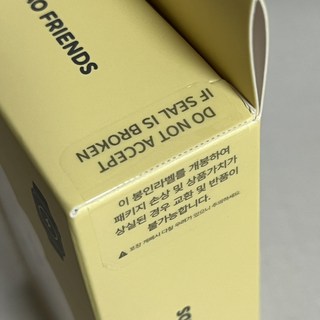 IO FRIENDS
DO NOT ACCEPT
IF SEAL IS BROKEN
이 봉인라벨을 개봉하여
패키지 손상 및 상품가치가
상실된 경우 교환 및 반품이
불가능합니다.